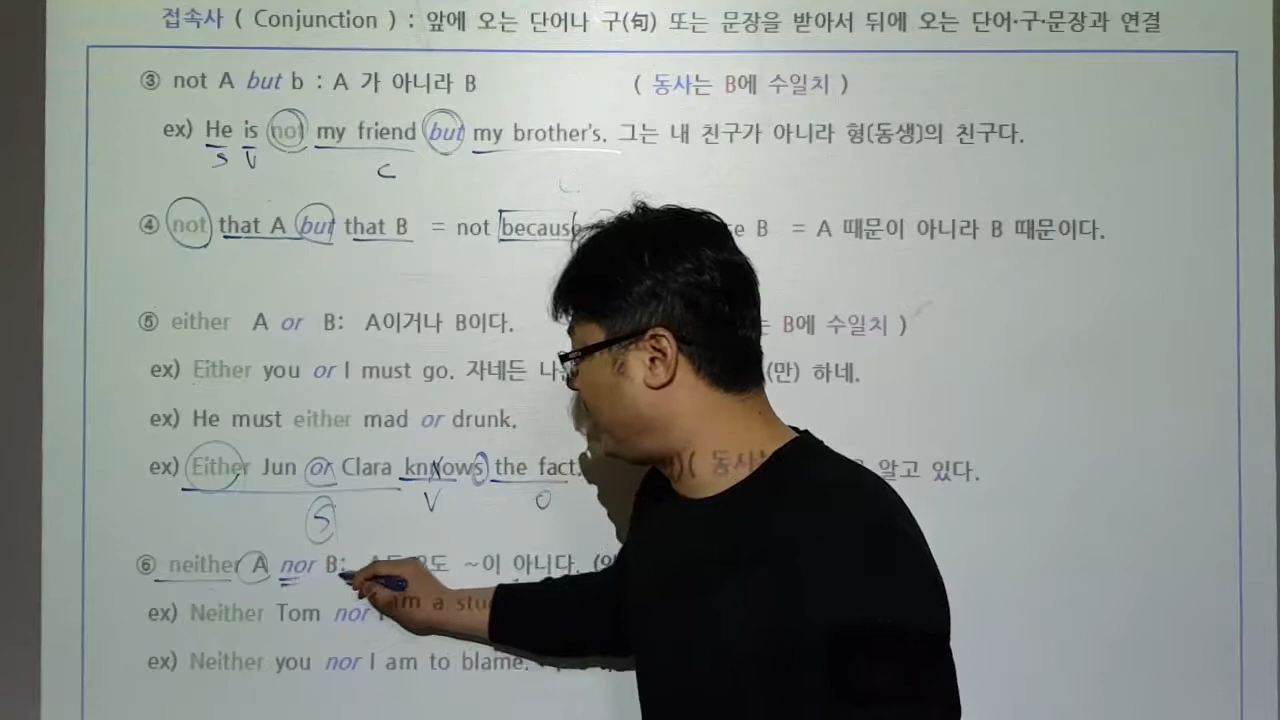 접속사 ( Conjunction ) : 앞에 오는 단어나 구(句) 또는 문장을 받아서 뒤에 오는 단어·구·문장과 연결
③ not A but b : A 가 아니라 B ( 동사는 B에 수일치 )
ex) He is not my friend but my brother's. 그는 내 친구가 아니라 형(동생)의 친구다.
S V C
④ not that A but that B = not because B = A 때문이 아니라 B 때문이다.
⑤ either A or B: A이거나 B이다. B에 수일치 )
ex) Either you or I must go. 자네든 (만) 하네.
ex) He must either mad or drunk.
ex) Either Jun or Clara knows the fact. ( 동사는 알고 있다.
S V O
⑥ neither A nor B: ~이 아니다.
ex) Neither Tom nor am a
ex) Neither you nor I am to blame.